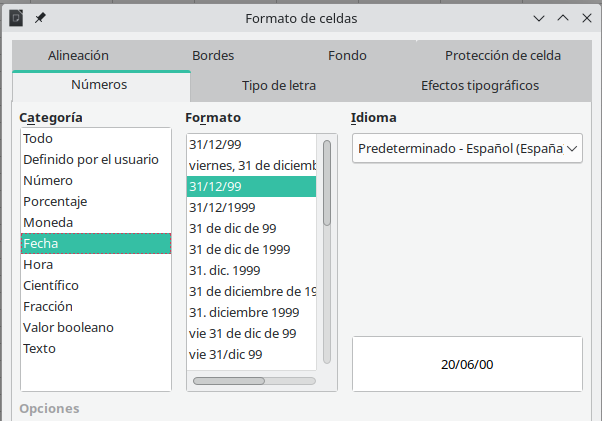 Formato de celdas
Alineación Bordes Fondo Protección de celda
Números Tipo de letra Efectos tipográficos
Categoría
Todo
Definido por el usuario
Número
Porcentaje
Moneda
Fecha
Hora
Científico
Fracción
Valor booleano
Texto
Formato
31/12/99
viernes, 31 de diciemb
31/12/99
31/12/1999
31 de dic de 99
31 de dic de 1999
31. dic. 1999
31 de diciembre de 19
31. diciembre 1999
vie 31 de dic de 99
vie 31/dic 99
Idioma
Predeterminado - Español (España
20/06/00
Opciones